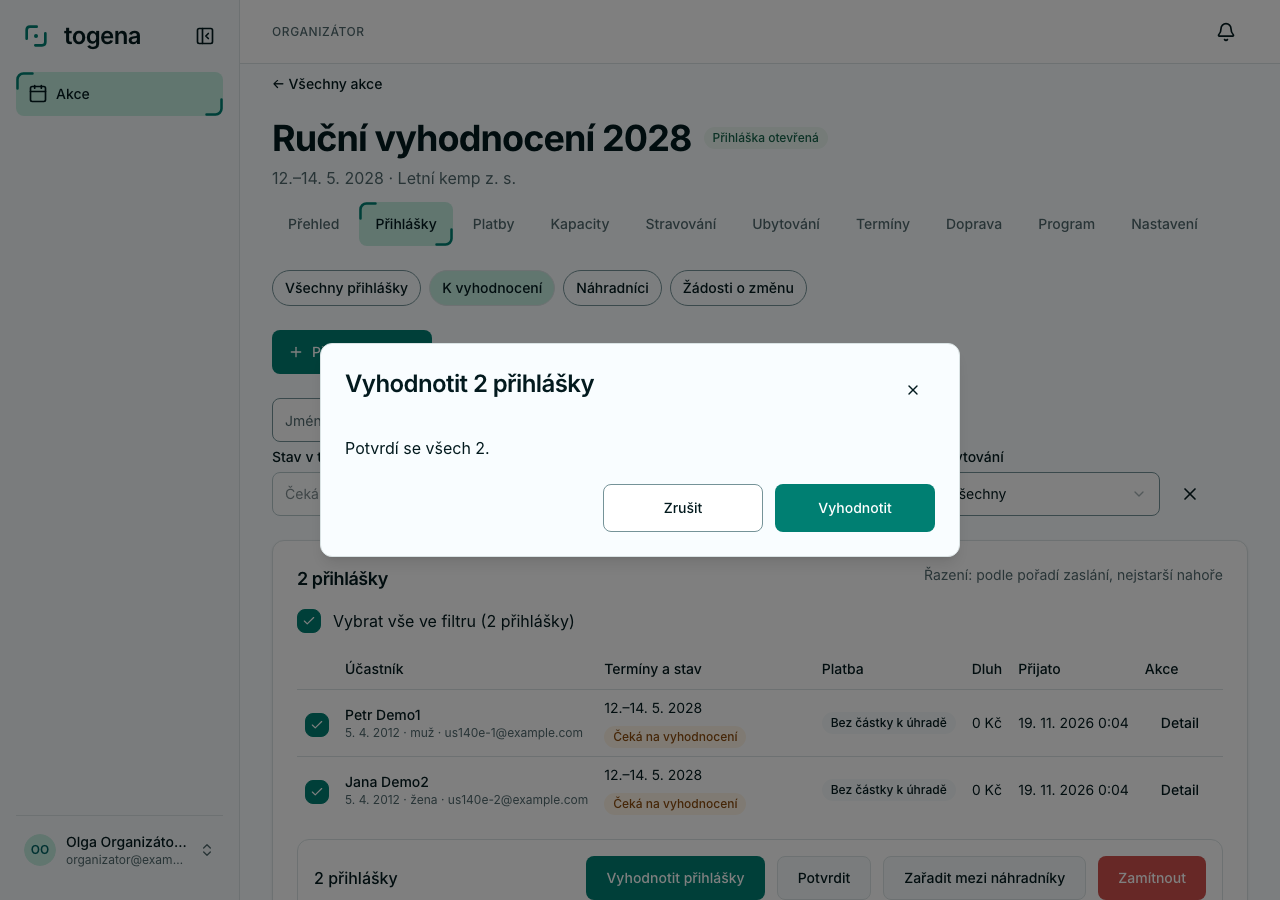 togena
ORGANIZÁTOR
Akce
← Všechny akce
Ruční vyhodnocení 2028
Přihláška otevřená
12.–14. 5. 2028 · Letní kemp z. s.
Přehled
Přihlášky
Platby
Kapacity
Stravování
Ubytování
Termíny
Doprava
Program
Nastavení
Všechny přihlášky
K vyhodnocení
Náhradníci
Žádosti o změnu
Vyhodnotit 2 přihlášky
Potvrdí se všech 2.
Zrušit
Vyhodnotit
Stav v
2 přihlášky
Řazení: podle pořadí zaslání, nejstarší nahoře
Vybrat vše ve filtru (2 přihlášky)
Účastník Termíny a stav Platba Dluh Přijato Akce
Petr Demo1 12.–14. 5. 2028 Bez částky k úhradě 0 Kč 19. 11. 2026 0:04 Detail
5. 4. 2012 · muž · us140e-1@example.com Čeká na vyhodnocení
Jana Demo2 12.–14. 5. 2028 Bez částky k úhradě 0 Kč 19. 11. 2026 0:04 Detail
5. 4. 2012 · žena · us140e-2@example.com Čeká na vyhodnocení
2 přihlášky
Vyhodnotit přihlášky
Potvrdit
Zařadit mezi náhradníky
Zamítnout
OO
Olga Organizáto...
organizator@exam...